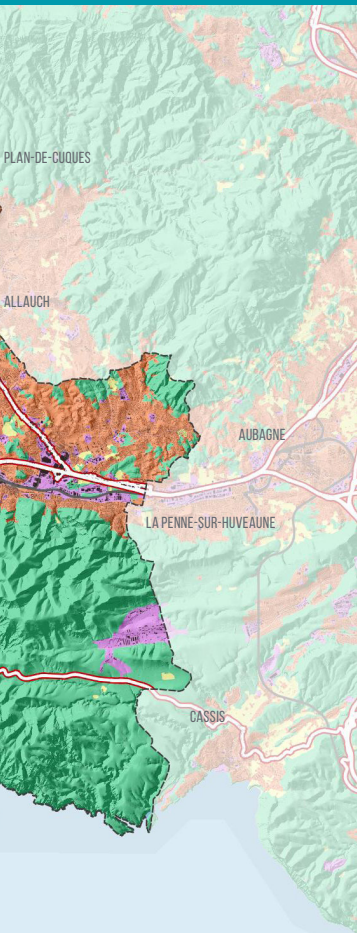 PLAN-DE-CUQUES
ALLAUCH
AUBAGNE
LA PENNE-SUR-HUVEAUNE
CASSIS